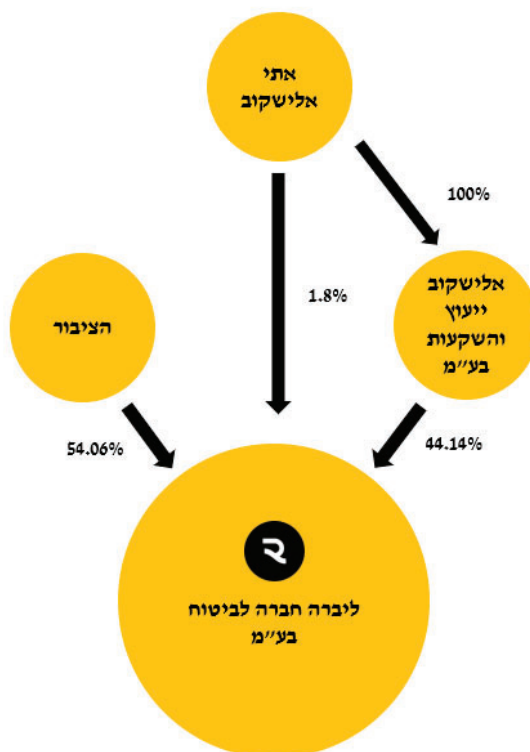 אתי
אלישקוב
100%
1.8%
אלישקוב
ייעוץ
והשקעות
בע״מ
הציבור
54.06%
44.14%
ליברה חברה לביטוח
בע״מ